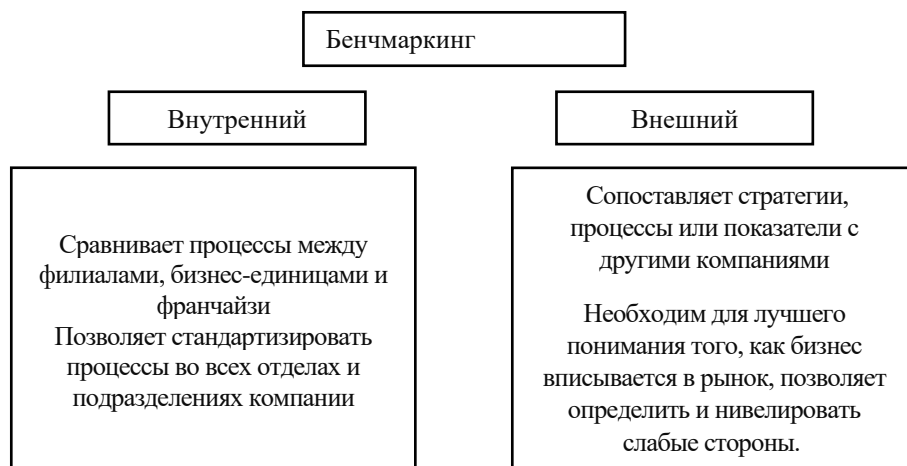 Бенчмаркинг
Внутренний
Внешний
Сравнивает процессы между
филиалами, бизнес-единицами и
франчайзи
Позволяет стандартизировать
процессы во всех отделах и
подразделениях компании
Сопоставляет стратегии,
процессы или показатели с
другими компаниями
Необходим для лучшего
понимания того, как бизнес
вписывается в рынок, позволяет
определить и нивелировать
слабые стороны.